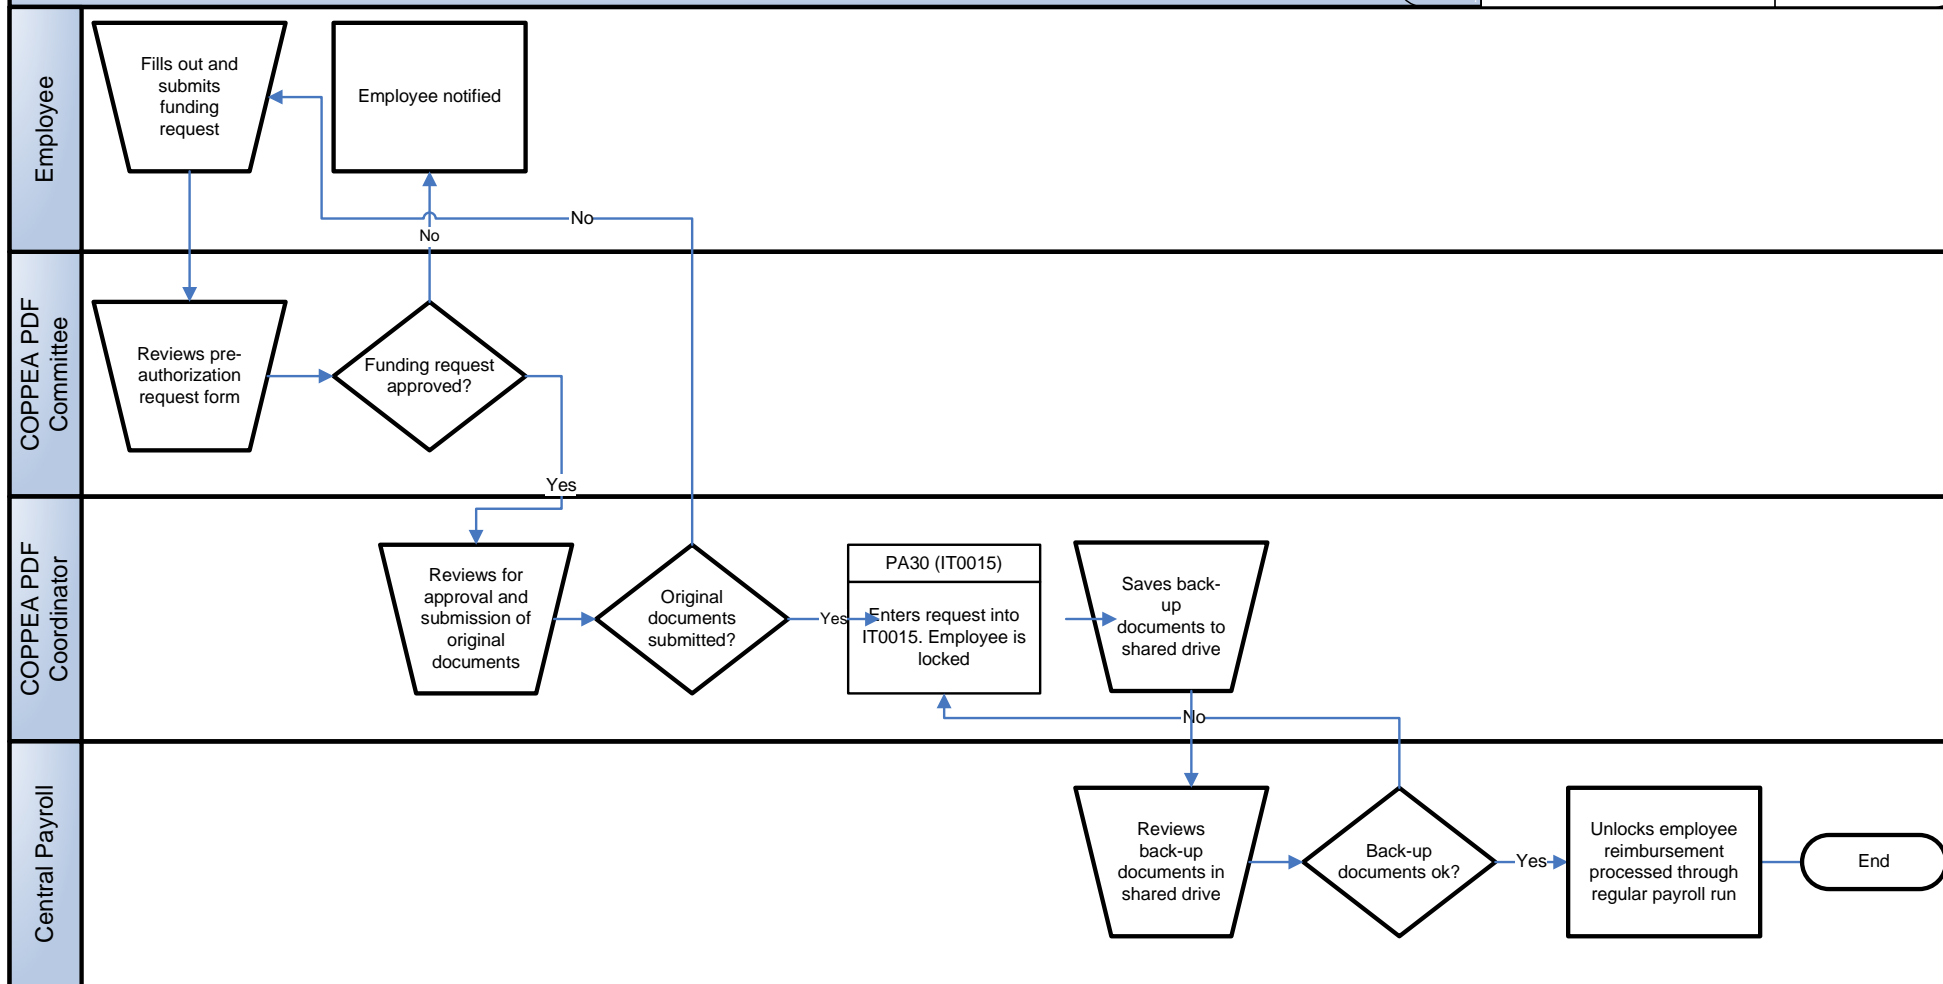 Employee
Fills out and
submits
funding
request
Employee notified
No
No
COPPEA PDF
Committee
Reviews pre-
authorization
request form
Funding request
approved?
Yes
COPPEA PDF
Coordinator
Reviews for
approval and
submission of
original
documents
Original
documents
submitted?
Yes
PA30 (IT0015)
Enters request into
IT0015. Employee is
locked
Saves back-
up
documents to
shared drive
No
Central Payroll
Reviews
back-up
documents in
shared drive
Back-up
documents ok?
Yes
Unlocks employee
reimbursement
processed through
regular payroll run
End